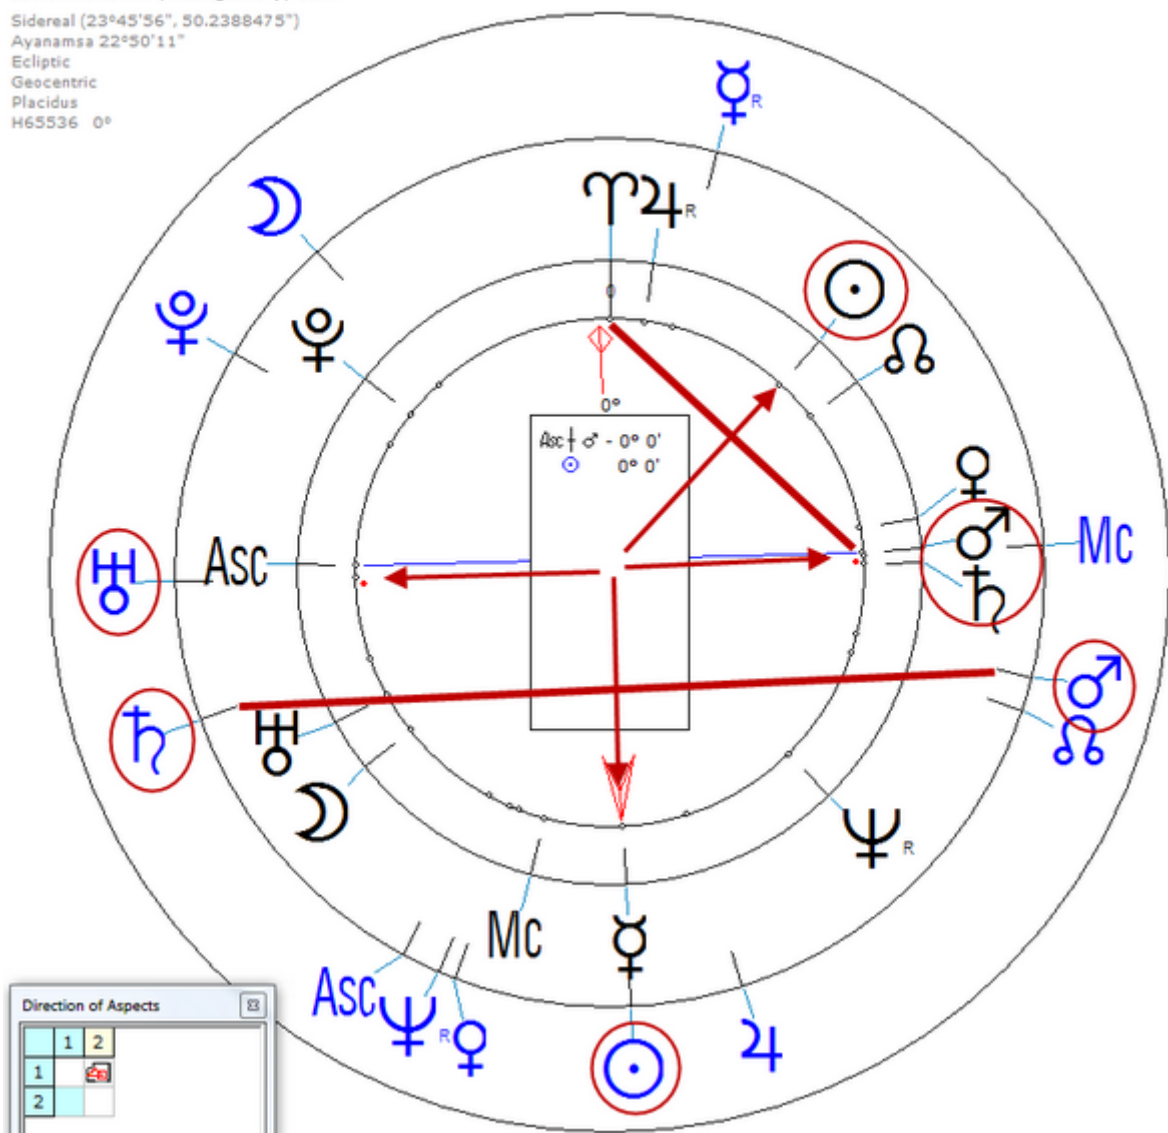 Sidereal (23°45'56", 50.2388475")
Ayanamsa 22°50'11"
Ecliptic
Geocentric
Placidus
H65536 0°
☿R
☽
♈ ♃R
☉
♇
♇
☊
0
0°
Asc ♂ - 0° 0'
☉ 0° 0'
♀
♅
Asc
♂
Mc
♄
♂
♄
♅
☊
☽
♆R
Mc
☿
Asc
♆R
♀
☉
♃
Direction of Aspects
1 2
1
2